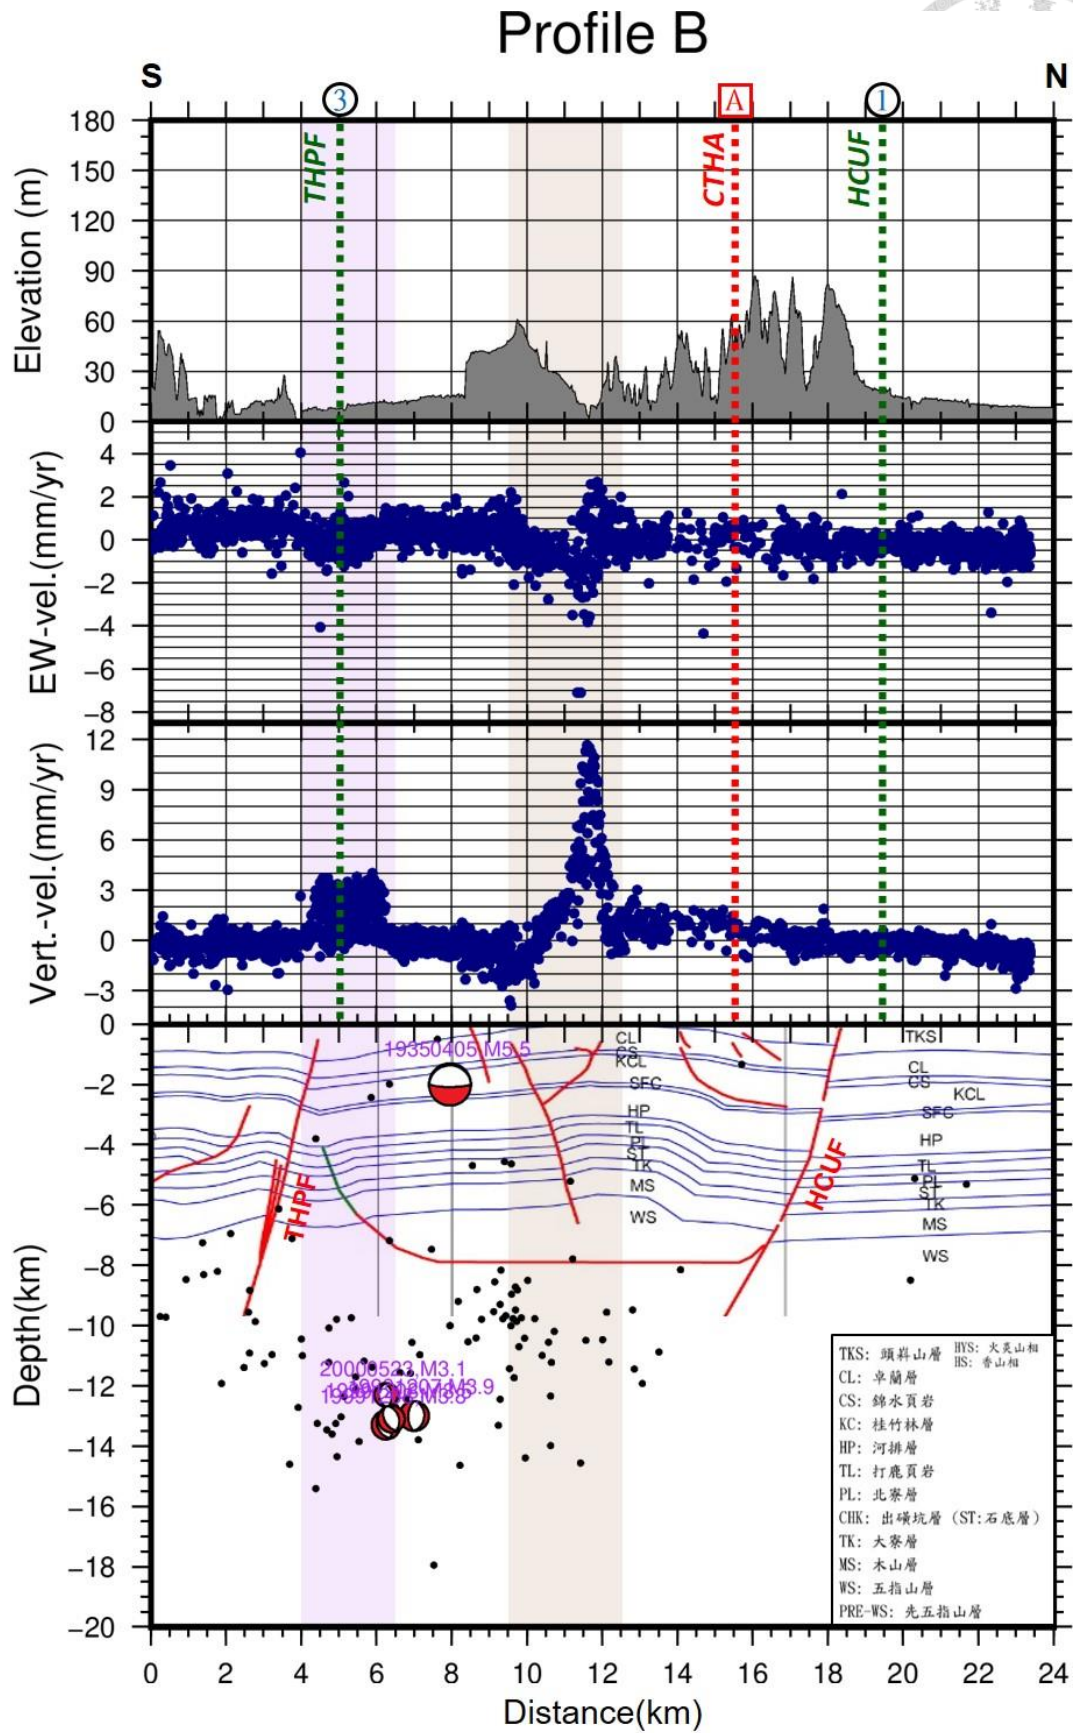 Profile B
S
N
3
A
1
THPF
CTHA
HCUF
Elevation (m)
180
150
120
90
60
30
0
EW-vel.(mm/yr)
4
2
0
−2
−4
−6
−8
Vert.-vel.(mm/yr)
12
9
6
3
0
−3
Depth(km)
0
−2
−4
−6
−8
−10
−12
−14
−16
−18
−20
19350405,M5.5
CL
CS
KCL
SFC
HP
TL
PL
ST
TK
MS
WS
TKS
CL
CS
KCL
SFC
HP
TL
PL
ST
TK
MS
WS
THPF
HCUF
20000523,M3.1
TKS: 頭嵙山層 HYS: 火炎山相
HS: 香山相
CL: 卓蘭層
CS: 錦水頁岩
KC: 桂竹林層
HP: 河排層
TL: 打鹿頁岩
PL: 北寮層
CHK: 出磺坑層 (ST:石底層)
TK: 大寮層
MS: 木山層
WS: 五指山層
PRE-WS: 先五指山層
0 2 4 6 8 10 12 14 16 18 20 22 24
Distance(km)